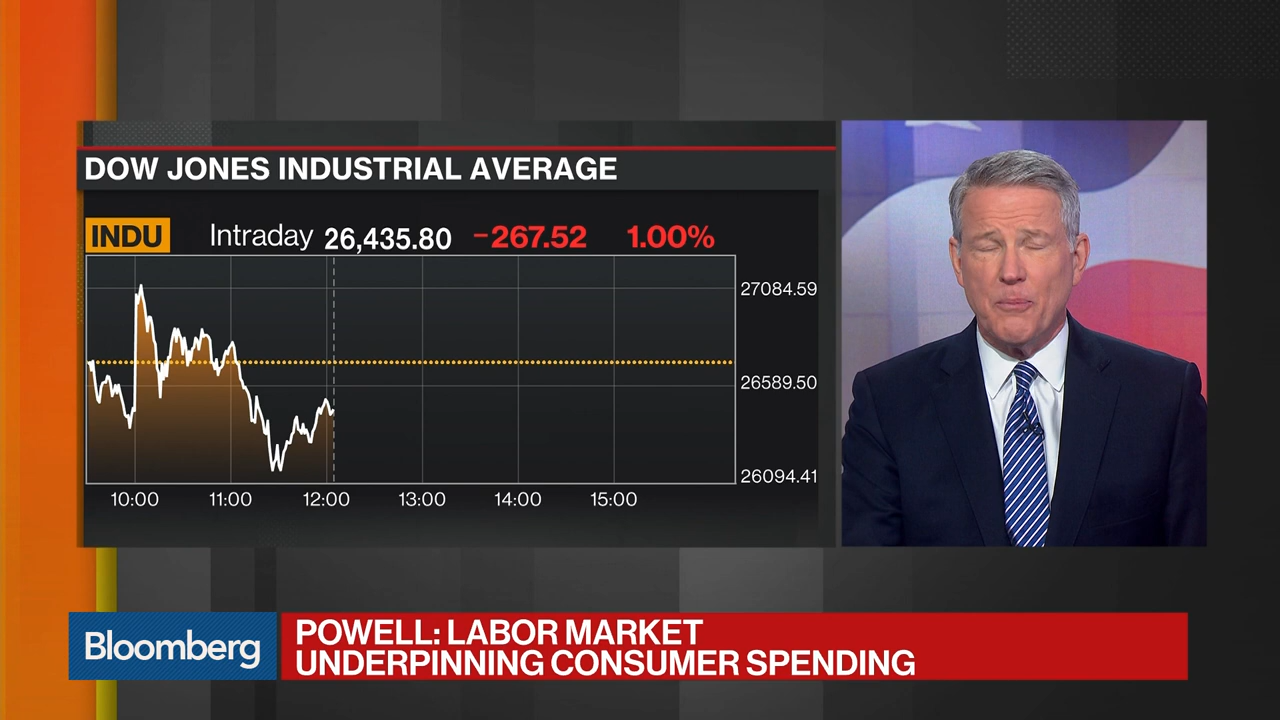 DOW JONES INDUSTRIAL AVERAGE
INDU Intraday 26,435.80 -267.52 1.00%
27084.59
26589.50
26094.41
10:00 11:00 12:00 13:00 14:00 15:00
Bloomberg
POWELL: LABOR MARKET
UNDERPINNING CONSUMER SPENDING